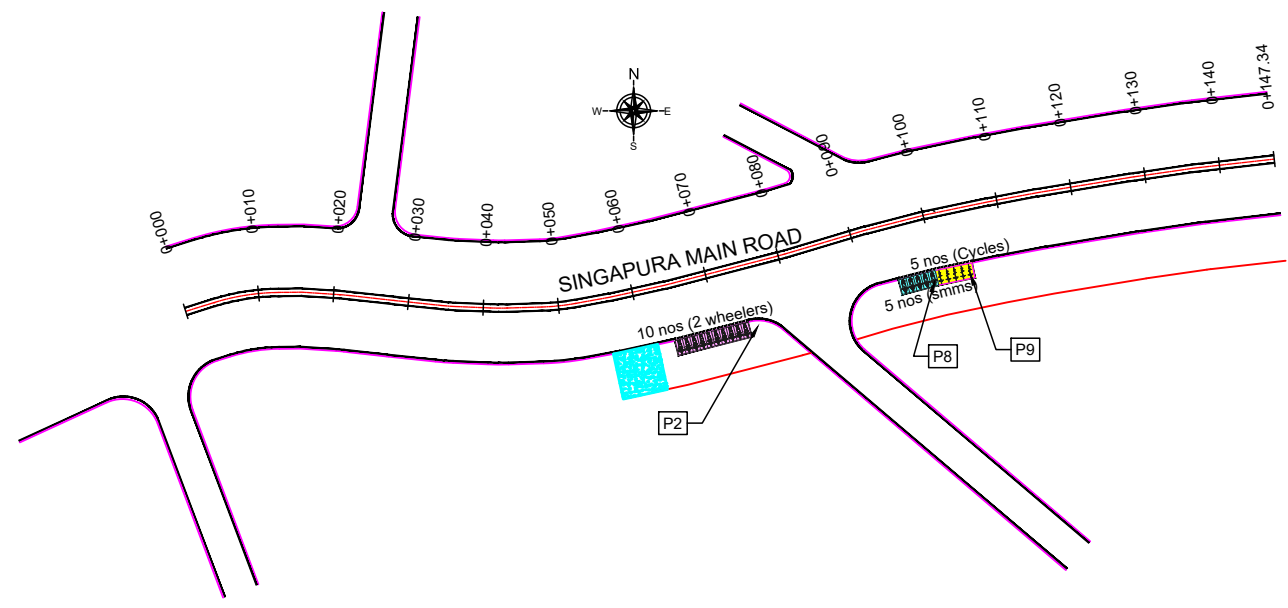 N
W
E
S
0+000
0+010
0+020
0+030
0+040
0+050
0+060
0+070
0+080
0+090
0+100
0+110
0+120
0+130
0+140
0+147.34
SINGAPURA MAIN ROAD
5 nos (Cycles)
5 nos (smms)
10 nos (2 wheelers)
P8
P9
P2